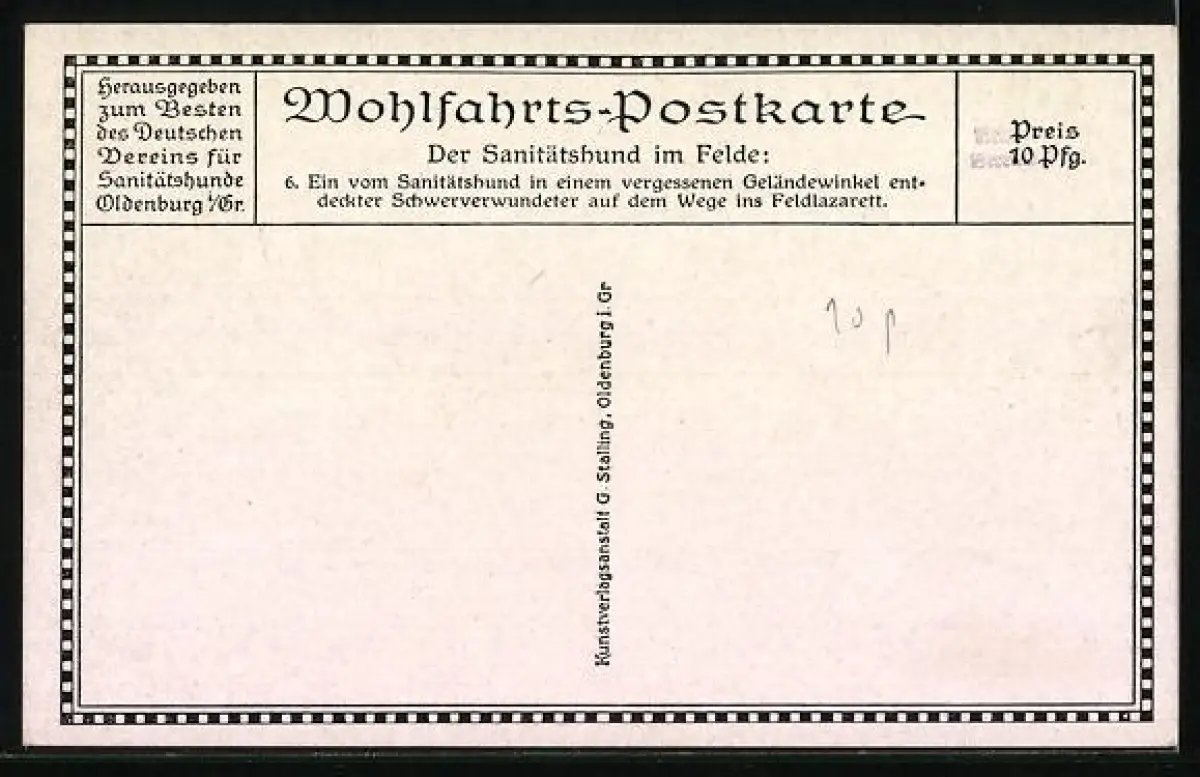 Herausgegeben
zum Besten
des Deutschen
Vereins für
Sanitätshunde
Oldenburg i/Gr.
Wohlfahrts-Postkarte
Der Sanitätshund im Felde:
6. Ein vom Sanitätshund in einem vergessenen Geländewinkel ent-
deckter Schwerverwundeter auf dem Wege ins Feldlazarett.
Preis
10 Pfg.
Kunstverlagsanstalt G. Stalling, Oldenburg i. Gr